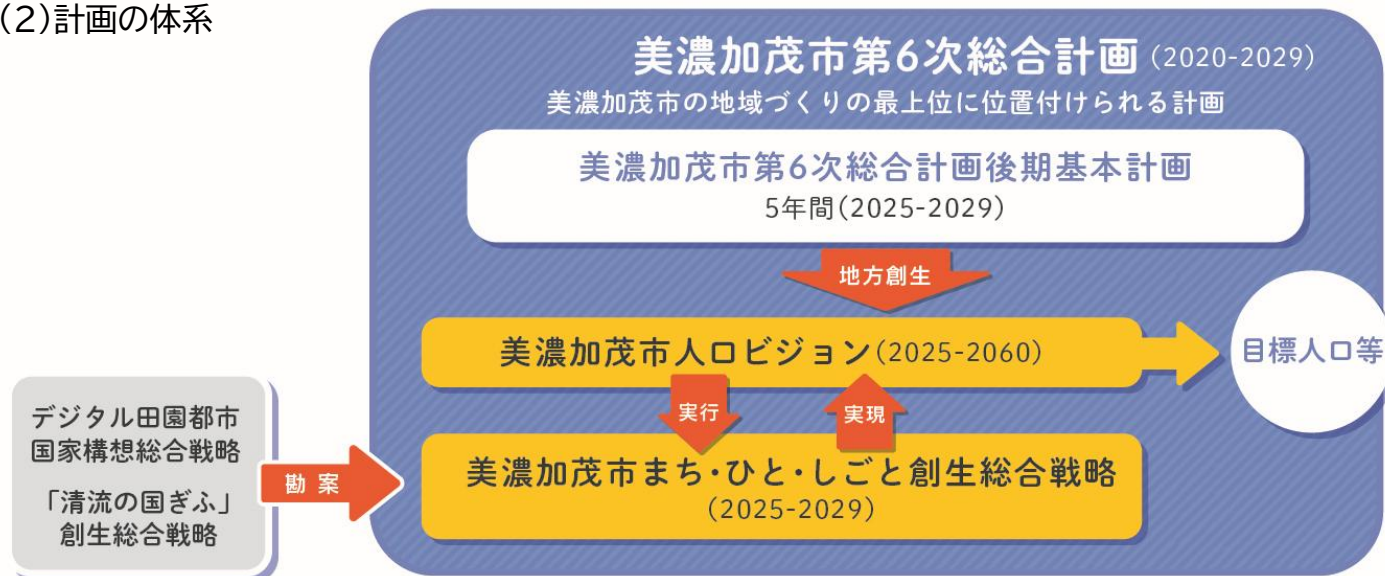 (2)計画の体系
美濃加茂市第6次総合計画(2020-2029)
美濃加茂市の地域づくりの最上位に位置付けられる計画
美濃加茂市第6次総合計画後期基本計画
5年間(2025-2029)
地方創生
美濃加茂市人口ビジョン(2025-2060)
目標人口等
実行
実現
デジタル田園都市
国家構想総合戦略
「清流の国ぎふ」
創生総合戦略
勘案
美濃加茂市まち・ひと・しごと創生総合戦略
(2025-2029)